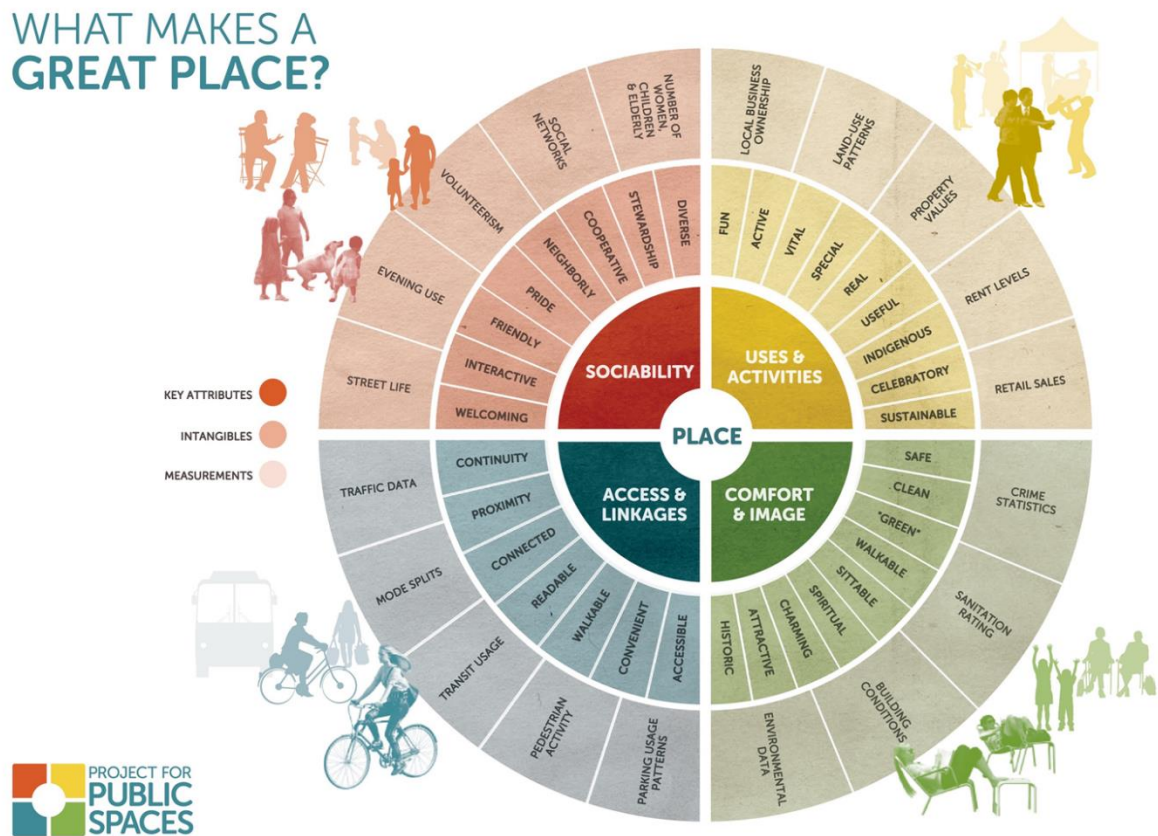 WHAT MAKES A
GREAT PLACE?
KEY ATTRIBUTES
INTANGIBLES
MEASUREMENTS
PLACE
SOCIABILITY
USES &
ACTIVITIES
ACCESS &
LINKAGES
COMFORT
& IMAGE
WELCOMING
INTERACTIVE
FRIENDLY
PRIDE
NEIGHBORLY
COOPERATIVE
STEWARDSHIP
DIVERSE
FUN
ACTIVE
VITAL
SPECIAL
REAL
USEFUL
INDIGENOUS
CELEBRATORY
SUSTAINABLE
SAFE
CLEAN
"GREEN"
WALKABLE
SITTABLE
SPIRITUAL
CHARMING
ATTRACTIVE
HISTORIC
ACCESSIBLE
CONVENIENT
WALKABLE
READABLE
CONNECTED
PROXIMITY
CONTINUITY
STREET LIFE
EVENING USE
VOLUNTEERISM
SOCIAL
NETWORKS
NUMBER OF
WOMEN,
CHILDREN
& ELDERLY
LOCAL BUSINESS
OWNERSHIP
LAND-USE
PATTERNS
PROPERTY
VALUES
RENT LEVELS
RETAIL SALES
CRIME
STATISTICS
SANITATION
RATING
BUILDING
CONDITIONS
ENVIRONMENTAL
DATA
PARKING USAGE
PATTERNS
PEDESTRIAN
ACTIVITY
TRANSIT USAGE
MODE SPLITS
TRAFFIC DATA
PROJECT FOR
PUBLIC
SPACES